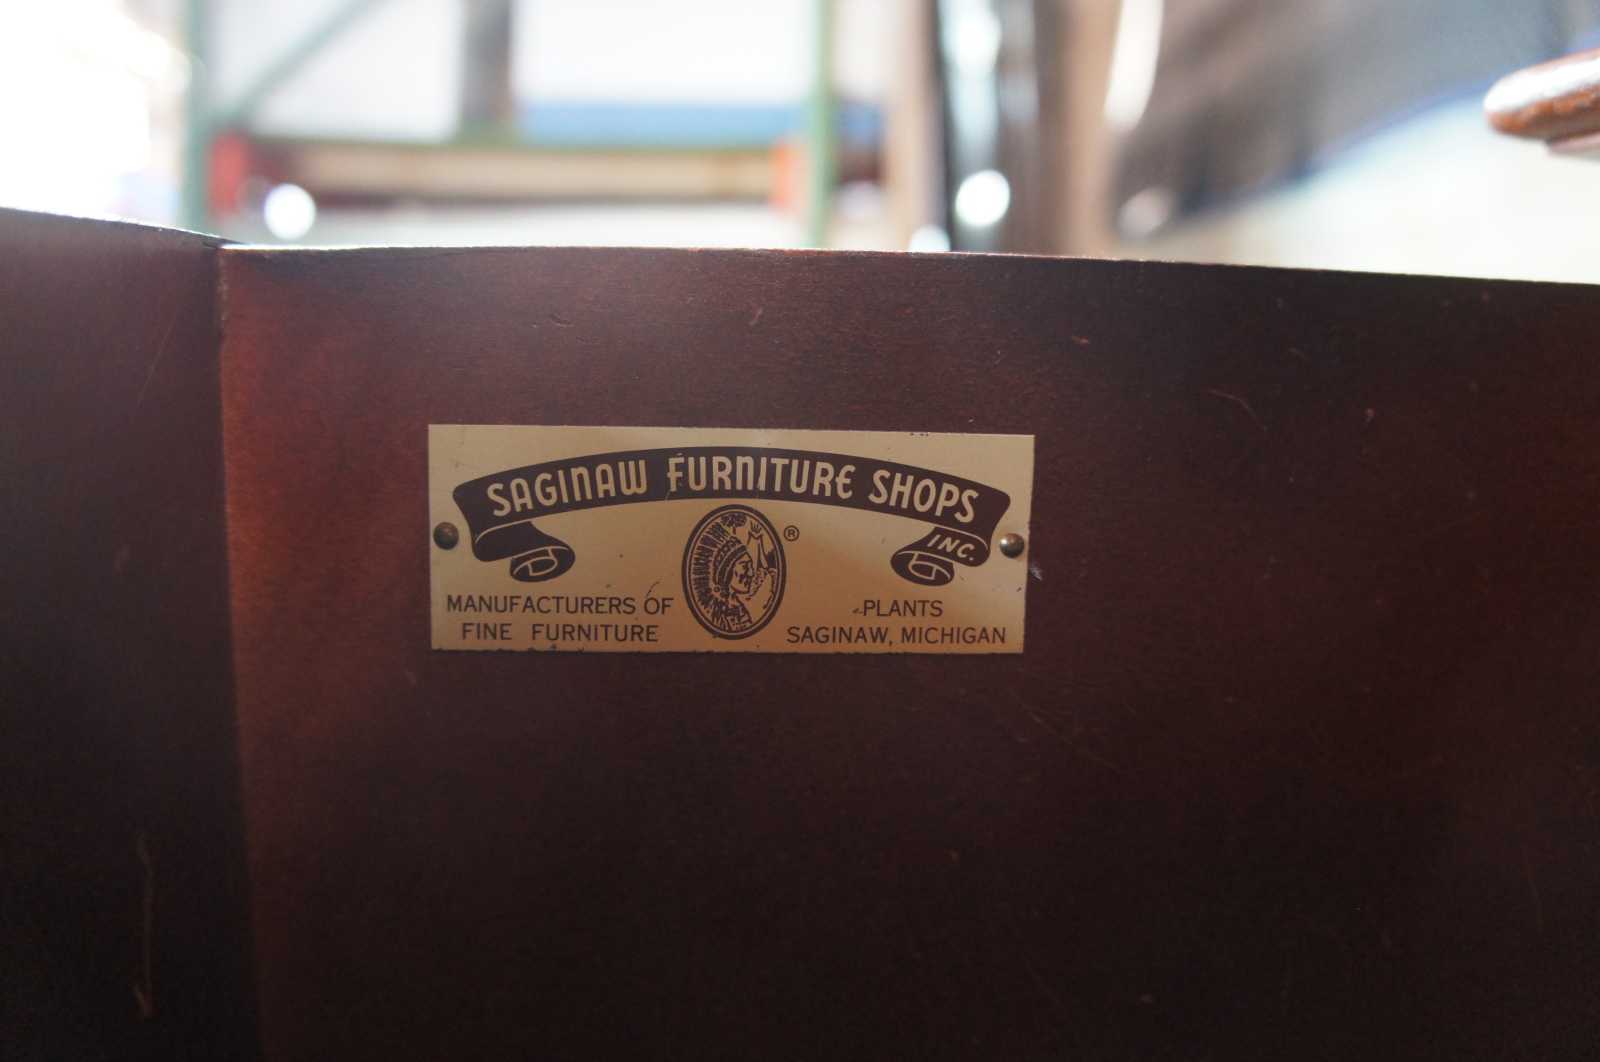 SAGINAW FURNITURE SHOPS
INC.
®
MANUFACTURERS OF
FINE FURNITURE
PLANTS
SAGINAW, MICHIGAN